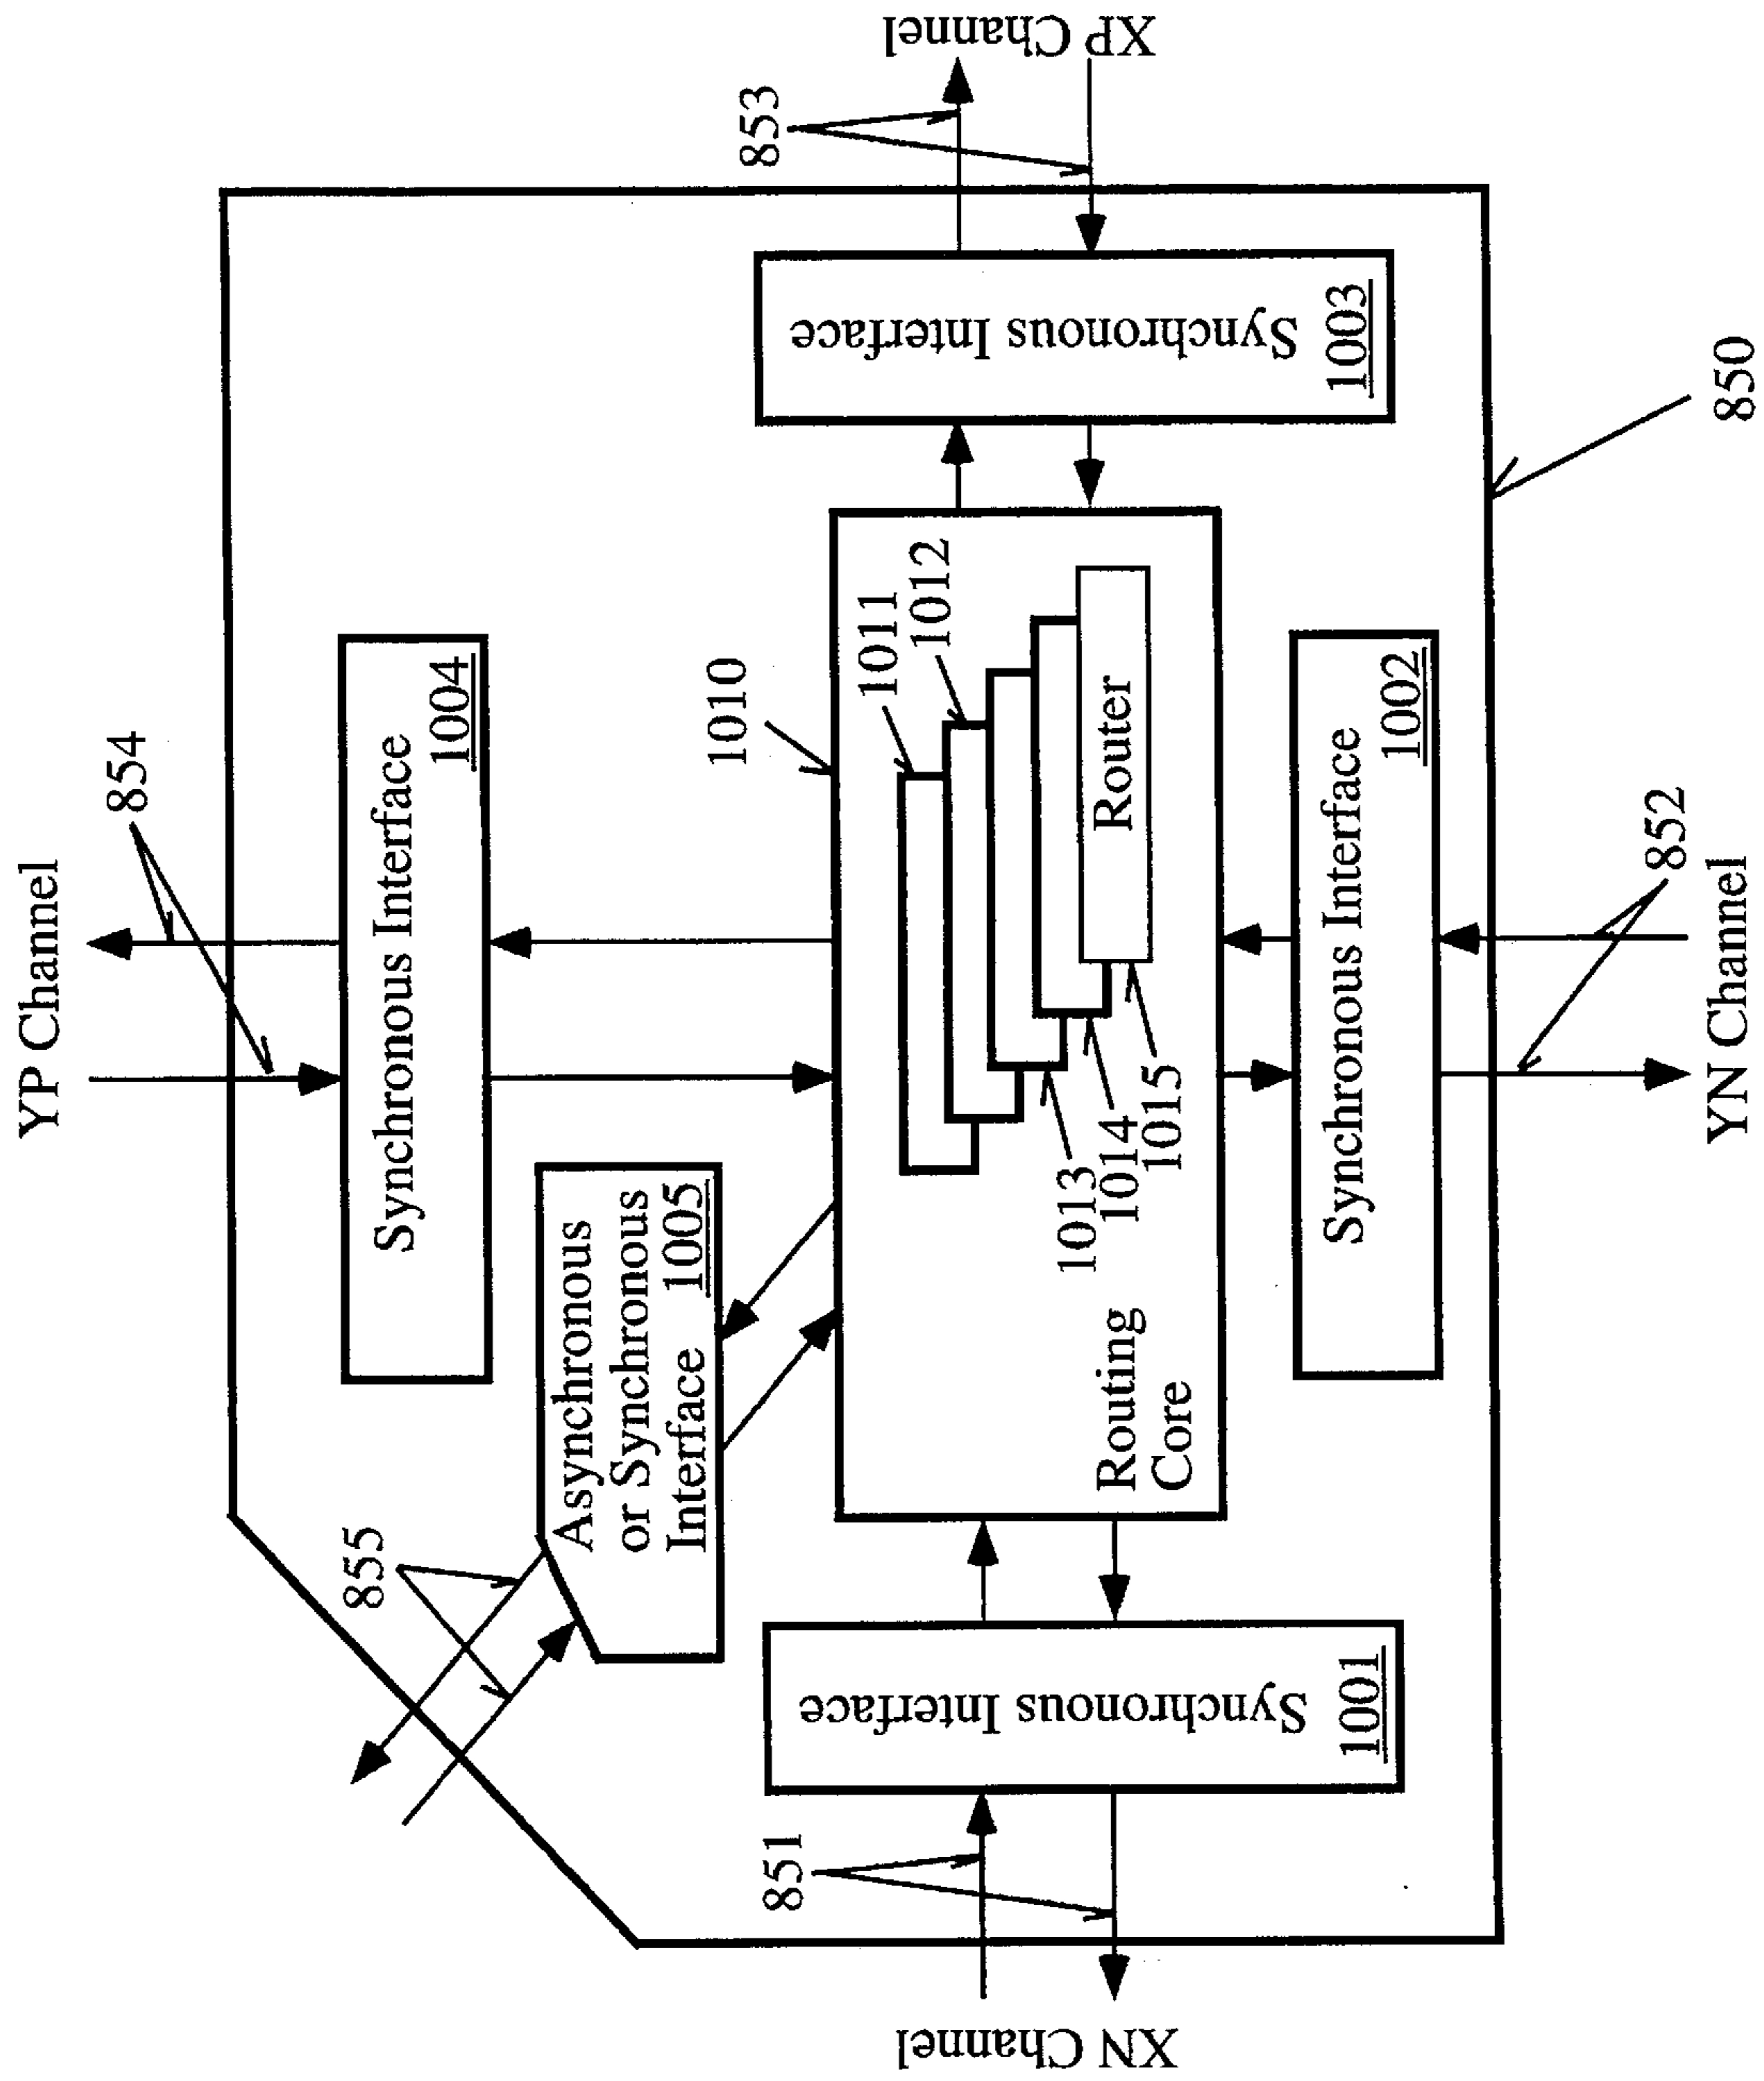 YP Channel
854
Synchronous Interface
1004
855
Asynchronous
or Synchronous
Interface
1005
XN Channel
851
Synchronous Interface
1001
1010
1011
1012
Router
1013
1014
1015
Routing
Core
Synchronous Interface
1003
853
XP Channel
Synchronous Interface
1002
852
YN Channel
850